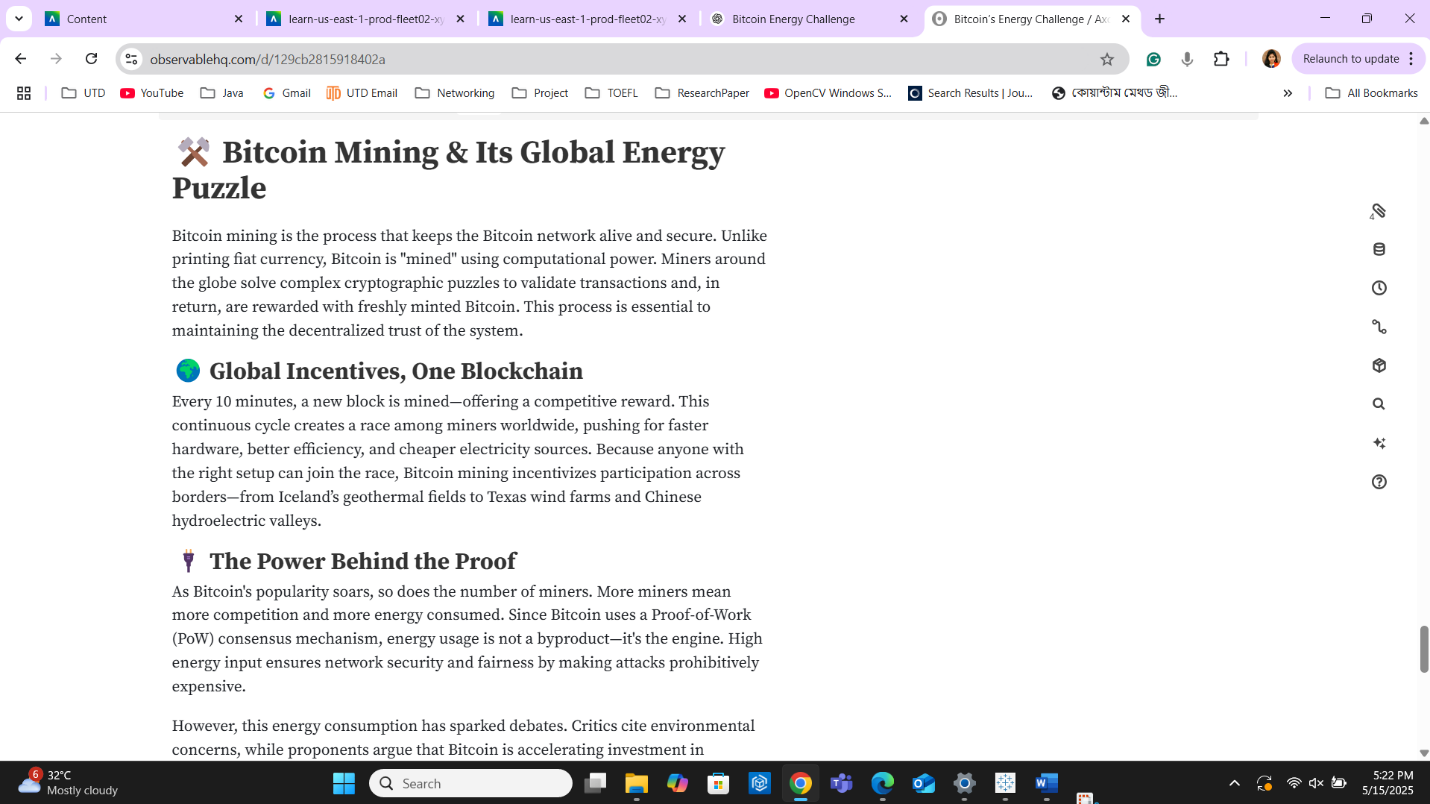 Content
learn-us-east-1-prod-fleet02-xy
learn-us-east-1-prod-fleet02-xy
Bitcoin Energy Challenge
Bitcoin's Energy Challenge / Axo
observablehq.com/d/129cb2815918402a
Relaunch to update
UTD
YouTube
Java
Gmail
UTD Email
Networking
Project
TOEFL
ResearchPaper
OpenCV Windows S...
Search Results | Jou...
কোয়ান্টাম মেথড জী...
All Bookmarks
Bitcoin Mining & Its Global Energy
Puzzle
Bitcoin mining is the process that keeps the Bitcoin network alive and secure. Unlike
printing fiat currency, Bitcoin is "mined" using computational power. Miners around
the globe solve complex cryptographic puzzles to validate transactions and, in
return, are rewarded with freshly minted Bitcoin. This process is essential to
maintaining the decentralized trust of the system.
Global Incentives, One Blockchain
Every 10 minutes, a new block is mined—offering a competitive reward. This
continuous cycle creates a race among miners worldwide, pushing for faster
hardware, better efficiency, and cheaper electricity sources. Because anyone with
the right setup can join the race, Bitcoin mining incentivizes participation across
borders—from Iceland’s geothermal fields to Texas wind farms and Chinese
hydroelectric valleys.
The Power Behind the Proof
As Bitcoin's popularity soars, so does the number of miners. More miners mean
more competition and more energy consumed. Since Bitcoin uses a Proof-of-Work
(PoW) consensus mechanism, energy usage is not a byproduct—it's the engine. High
energy input ensures network security and fairness by making attacks prohibitively
expensive.
However, this energy consumption has sparked debates. Critics cite environmental
concerns, while proponents argue that Bitcoin is accelerating investment in
4
6
32°C
Mostly cloudy
Search
5:22 PM
5/15/2025